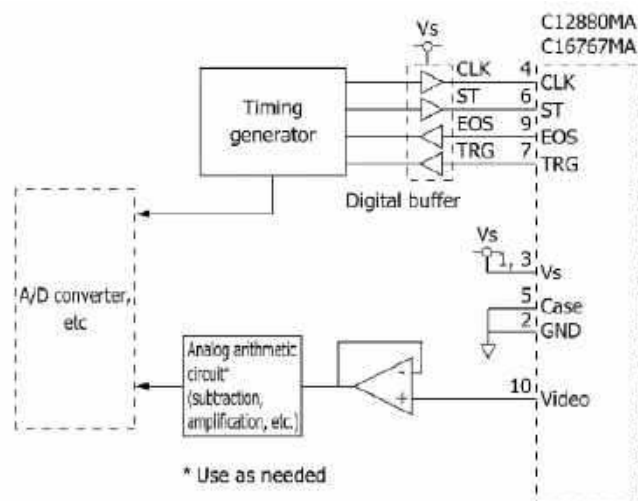 C12880MA
C16767MA
Vs
CLK 4 CLK
ST 6 ST
EOS 9 EOS
TRG 7 TRG
Timing
generator
Digital buffer
Vs
1, 3 Vs
5 Case
2 GND
A/D converter,
etc
Analog arithmetic
circuit*
(subtraction,
amplification, etc.)
-
+
10 Video
* Use as needed